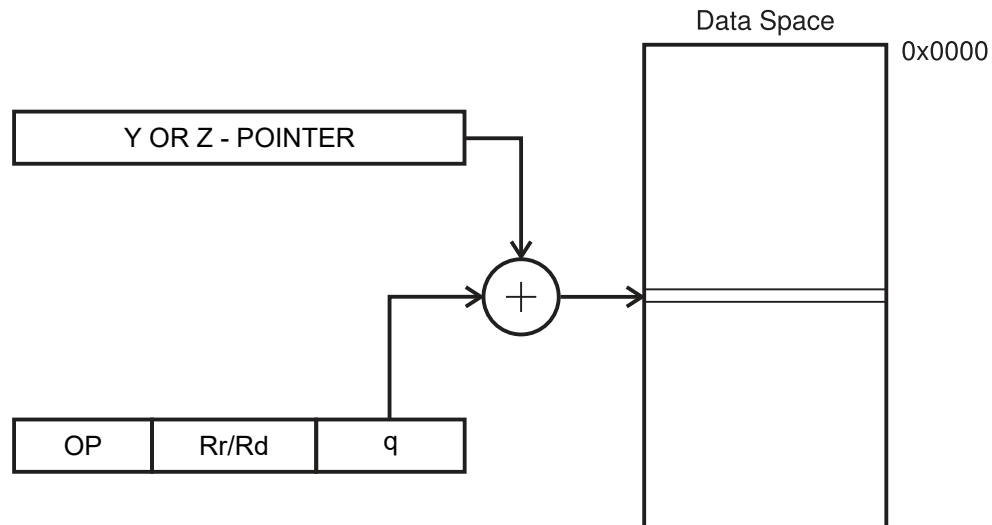 Data Space
0x0000
Y OR Z - POINTER
+
OP
Rr/Rd
q